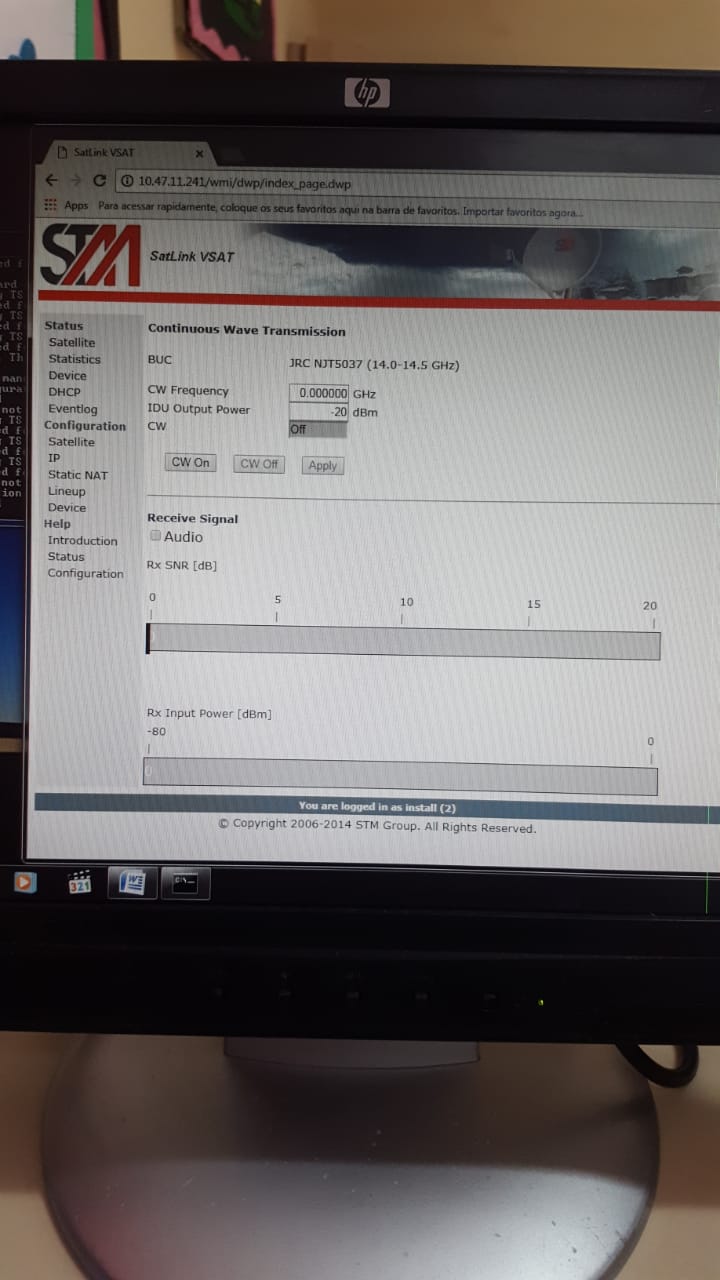 hp
SatLink VSAT
10.47.11.241/wmi/dwp/index_page.dwp
Apps Para acessar rapidamente, coloque os seus favoritos aqui na barra de favoritos. Importar favoritos agora...
STM SatLink VSAT
Status
Satellite
Statistics
Device
DHCP
Eventlog
Configuration
Satellite
IP
Static NAT
Lineup
Device
Help
Introduction
Status
Configuration
Continuous Wave Transmission
BUC JRC NJT5037 (14.0-14.5 GHz)
CW Frequency 0.000000 GHz
IDU Output Power -20 dBm
CW Off
CW On CW Off Apply
Receive Signal
Audio
Rx SNR [dB]
0 5 10 15 20
Rx Input Power [dBm]
-80 0
0
You are logged in as install (2)
© Copyright 2006-2014 STM Group. All Rights Reserved.
321
W
C:\_